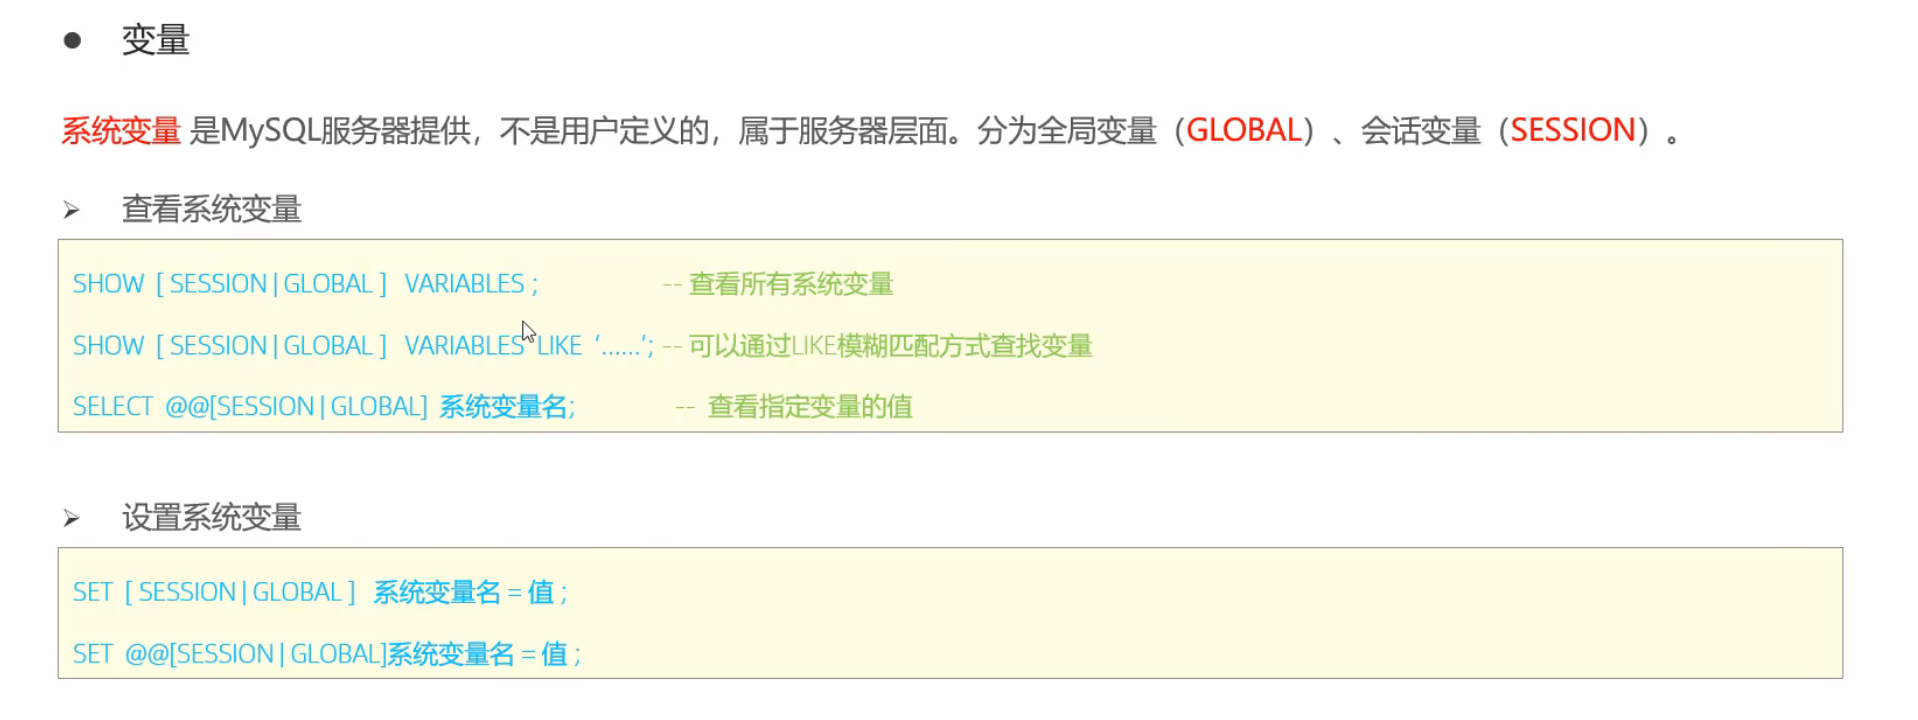 变量
系统变量 是MySQL服务器提供，不是用户定义的，属于服务器层面。分为全局变量（GLOBAL）、会话变量（SESSION）。
查看系统变量
SHOW [ SESSION | GLOBAL ] VARIABLES ; -- 查看所有系统变量
SHOW [ SESSION | GLOBAL ] VARIABLES LIKE ‘......’; -- 可以通过LIKE模糊匹配方式查找变量
SELECT @@[SESSION | GLOBAL] 系统变量名; -- 查看指定变量的值
设置系统变量
SET [ SESSION | GLOBAL ] 系统变量名 = 值 ;
SET @@[SESSION | GLOBAL]系统变量名 = 值 ;